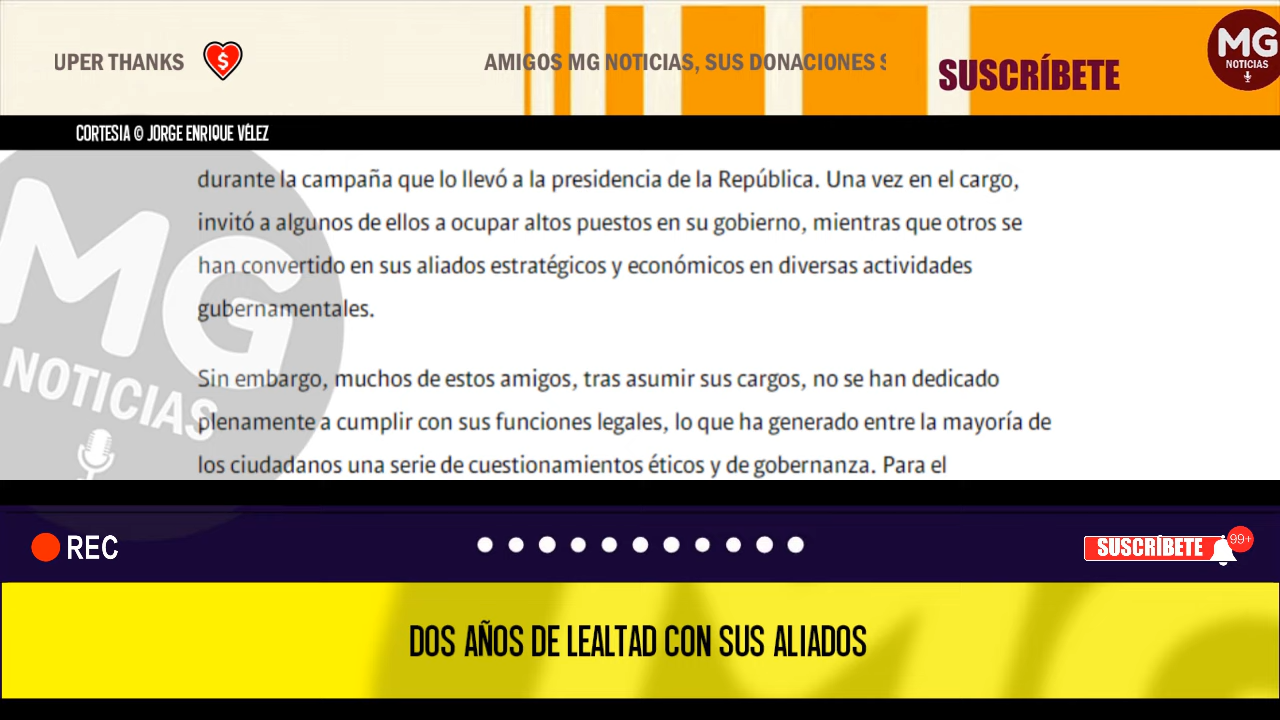 UPER THANKS
AMIGOS MG NOTICIAS, SUS DONACIONES
SUSCRÍBETE
MG
NOTICIAS
CORTESIA © JORGE ENRIQUE VÉLEZ
durante la campaña que lo llevó a la presidencia de la República. Una vez en el cargo,
invitó a algunos de ellos a ocupar altos puestos en su gobierno, mientras que otros se
han convertido en sus aliados estratégicos y económicos en diversas actividades
gubernamentales.
Sin embargo, muchos de estos amigos, tras asumir sus cargos, no se han dedicado
plenamente a cumplir con sus funciones legales, lo que ha generado entre la mayoría de
los ciudadanos una serie de cuestionamientos éticos y de gobernanza. Para el
MG
NOTICIAS
REC
SUSCRÍBETE
99+
DOS AÑOS DE LEALTAD CON SUS ALIADOS